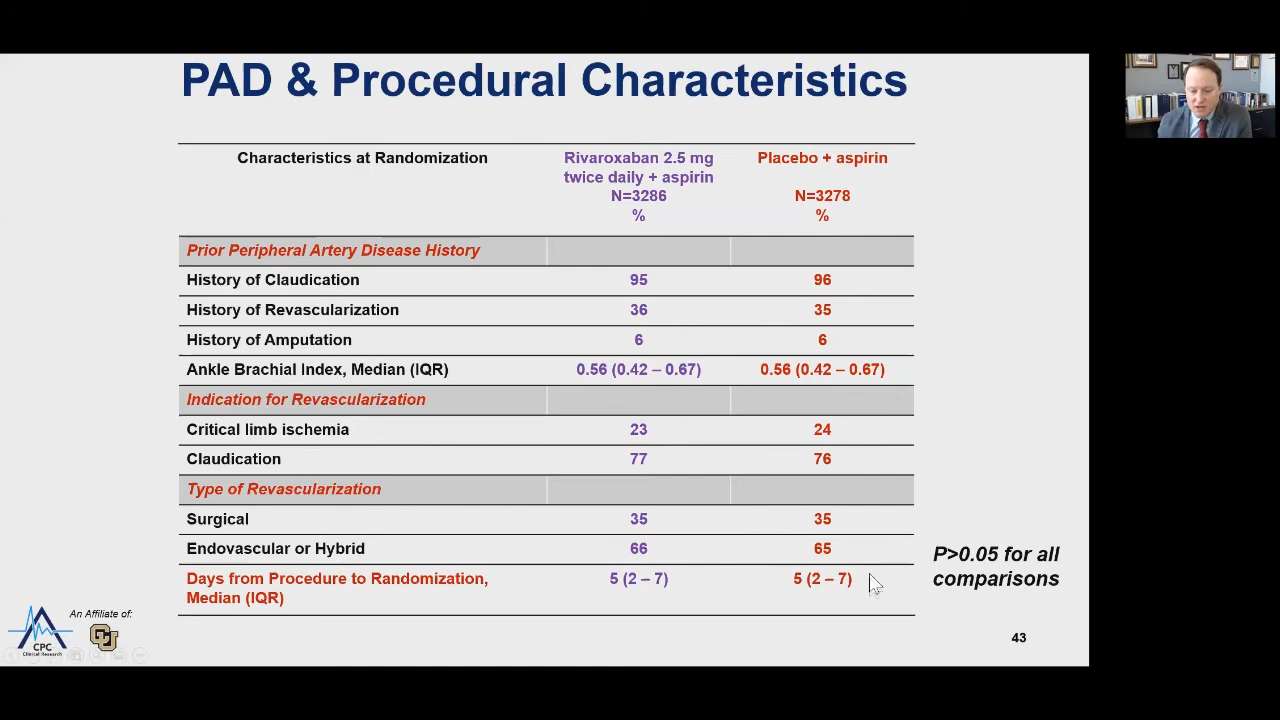 PAD & Procedural Characteristics
Characteristics at Randomization
Rivaroxaban 2.5 mg
twice daily + aspirin
N=3286
%
Placebo + aspirin
N=3278
%
Prior Peripheral Artery Disease History
History of Claudication 95 96
History of Revascularization 36 35
History of Amputation 6 6
Ankle Brachial Index, Median (IQR) 0.56 (0.42 – 0.67) 0.56 (0.42 – 0.67)
Indication for Revascularization
Critical limb ischemia 23 24
Claudication 77 76
Type of Revascularization
Surgical 35 35
Endovascular or Hybrid 66 65
Days from Procedure to Randomization, 5 (2 – 7) 5 (2 – 7)
Median (IQR)
P>0.05 for all
comparisons
An Affiliate of:
CPC
Clinical Research
CU
43